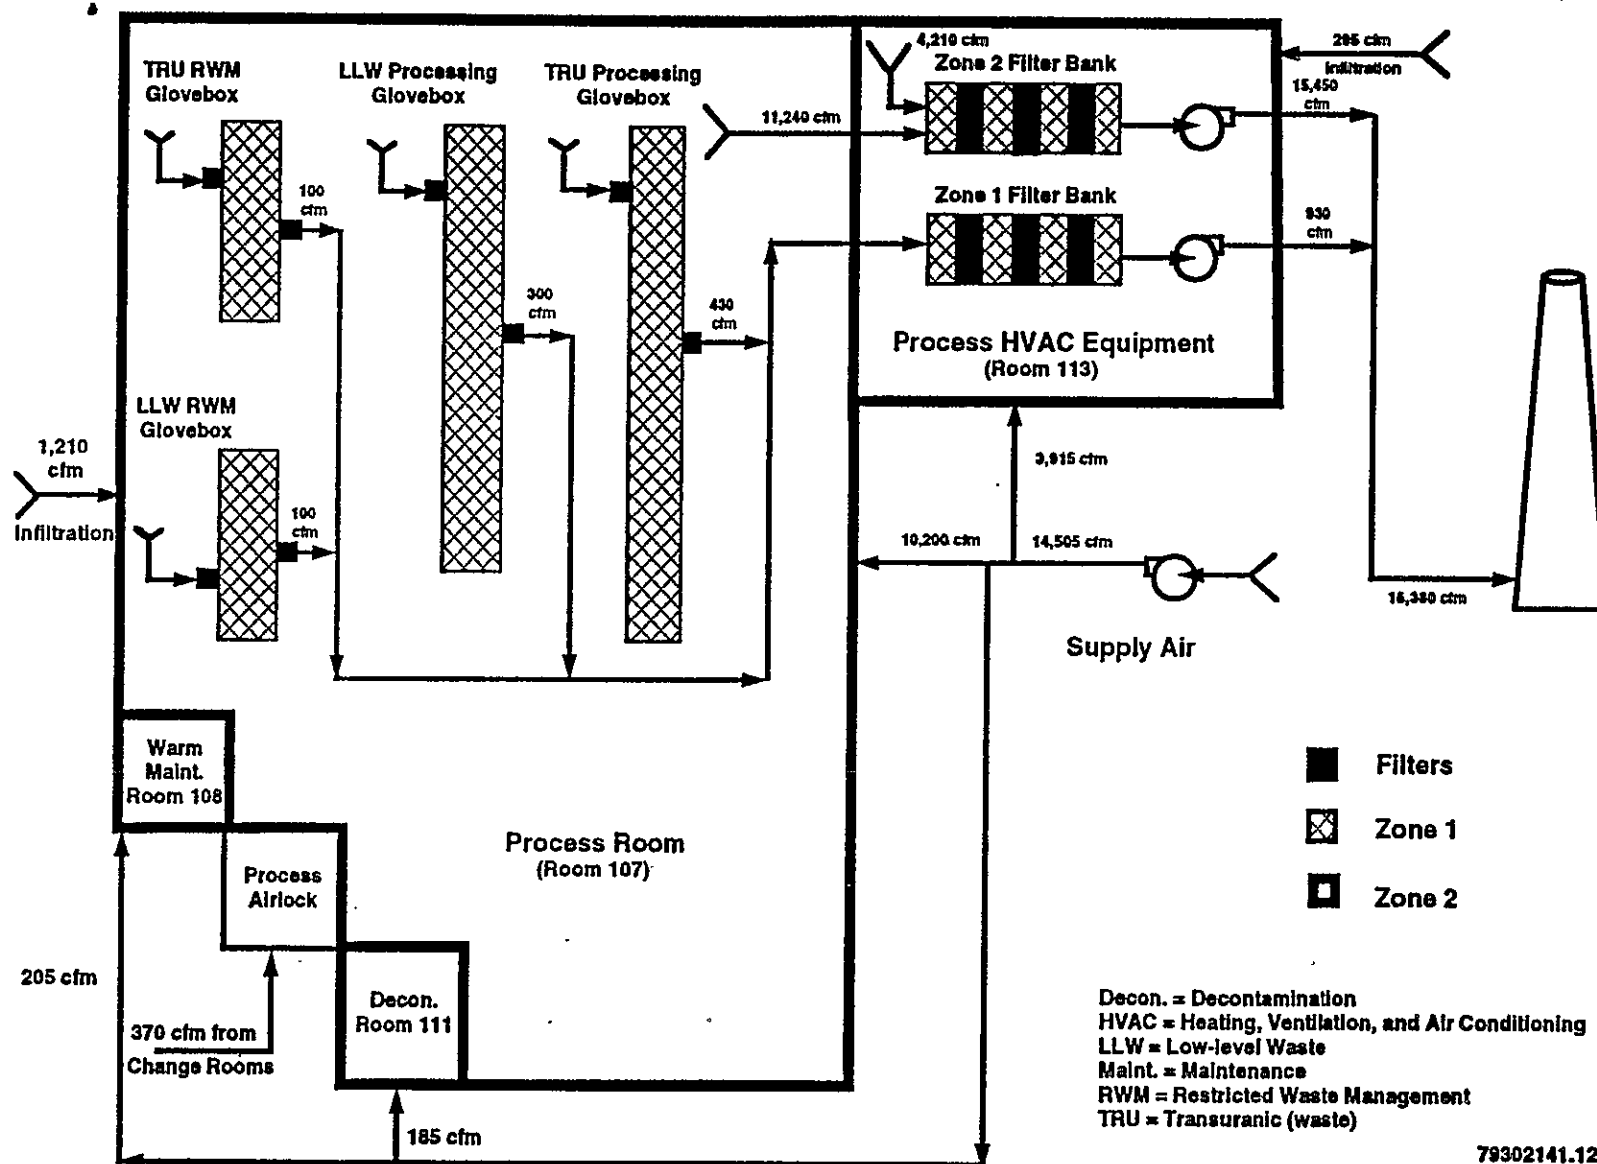 4,210 cfm
295 cfm
Infiltration
TRU RWM
Glovebox
LLW Processing
Glovebox
TRU Processing
Glovebox
Zone 2 Filter Bank
15,450
cfm
11,240 cfm
100
cfm
Zone 1 Filter Bank
930
cfm
300
cfm
430
cfm
Process HVAC Equipment
(Room 113)
LLW RWM
Glovebox
1,210
cfm
Infiltration
100
cfm
3,915 cfm
10,200 cfm
14,505 cfm
16,380 cfm
Supply Air
Warm
Maint.
Room 108
Filters
Process Room
(Room 107)
Zone 1
Process
Airlock
Zone 2
205 cfm
Decon.
Room 111
370 cfm from
Change Rooms
185 cfm
Decon. = Decontamination
HVAC = Heating, Ventilation, and Air Conditioning
LLW = Low-level Waste
Maint. = Maintenance
RWM = Restricted Waste Management
TRU = Transuranic (waste)
79302141.12